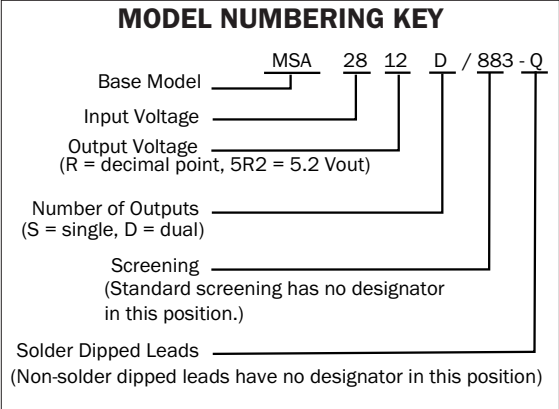 MODEL NUMBERING KEY
MSA 28 12 D / 883 - Q
Base Model
Input Voltage
Output Voltage
(R = decimal point, 5R2 = 5.2 Vout)
Number of Outputs
(S = single, D = dual)
Screening
(Standard screening has no designator
in this position.)
Solder Dipped Leads
(Non-solder dipped leads have no designator in this position)